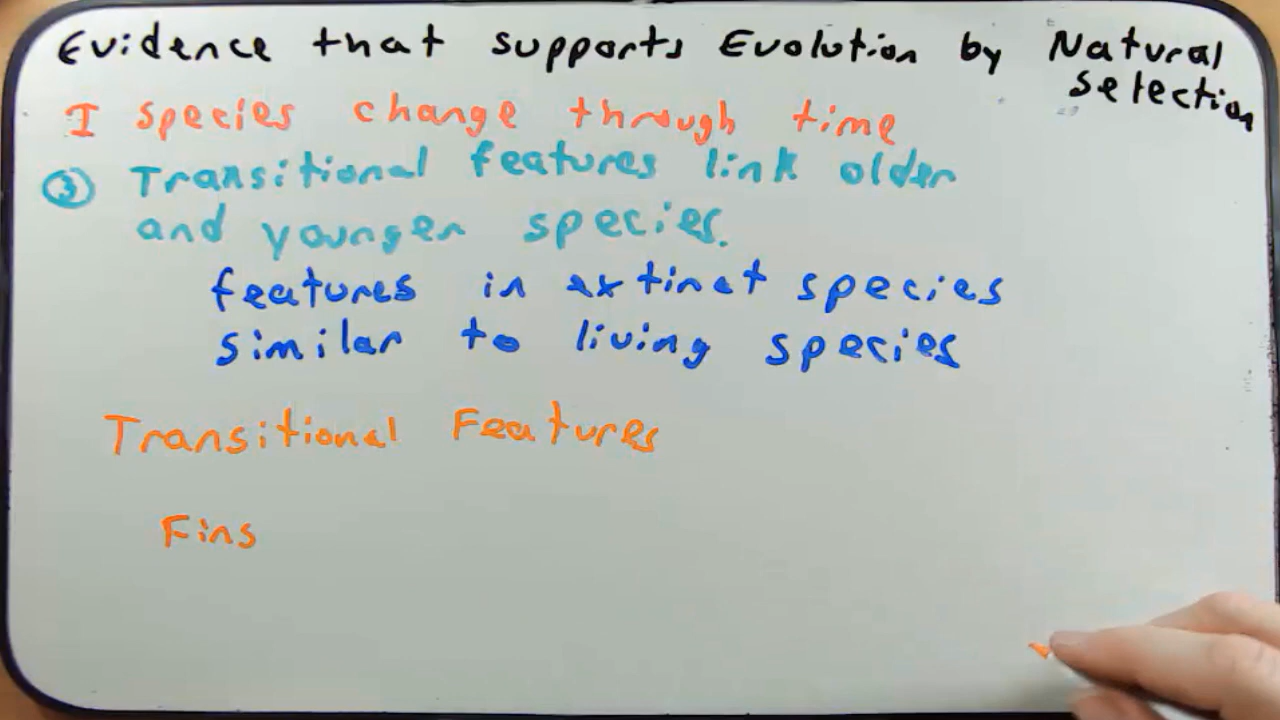 Evidence that supports Evolution by Natural
selection
I species change through time
③ Transitional features link older
and younger species.
features in extinct species
similar to living species
Transitional Features
Fins